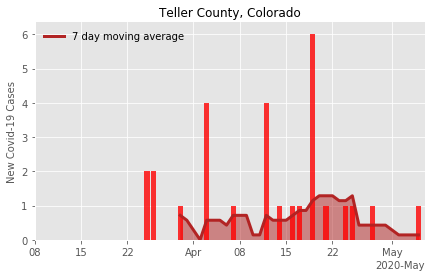 Teller County, Colorado
7 day moving average
New Covid-19 Cases
6
5
4
3
2
1
0
08 15 22 Apr 08 15 22 May
2020-May